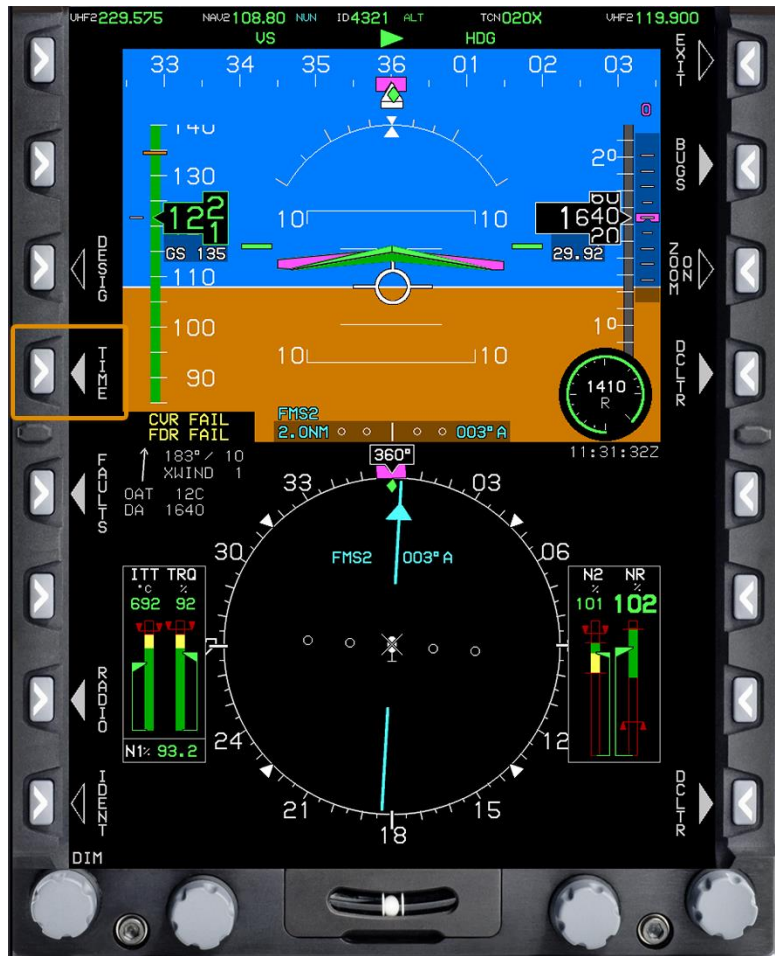 VHF2 229.575 NAV2 108.80 NUN ID 4321 ALT TCN 020X VHF2 119.900
VS HDG
EXIT
33 34 35 36 01 02 03
0
140
BUGS
130
20
10 10
122
1
60
1640
20
DESIG
GS 135
29.92
ZOOM
ON
110
100
10
TIME
10 10
DCLTR
90
1410
R
CVR FAIL
FDR FAIL
FMS2
2.0NM 003° A
11:31:32Z
FAULTS
183°/ 10
XWIND 1
OAT 12C
DA 1640
360°
33 03
30 06
FMS2 003° A
ITT TRQ
°C %
692 92
N2 NR
% %
101 102
RADIO
N1% 93.2
24 12
IDENT
21 15
18
DCLTR
DIM